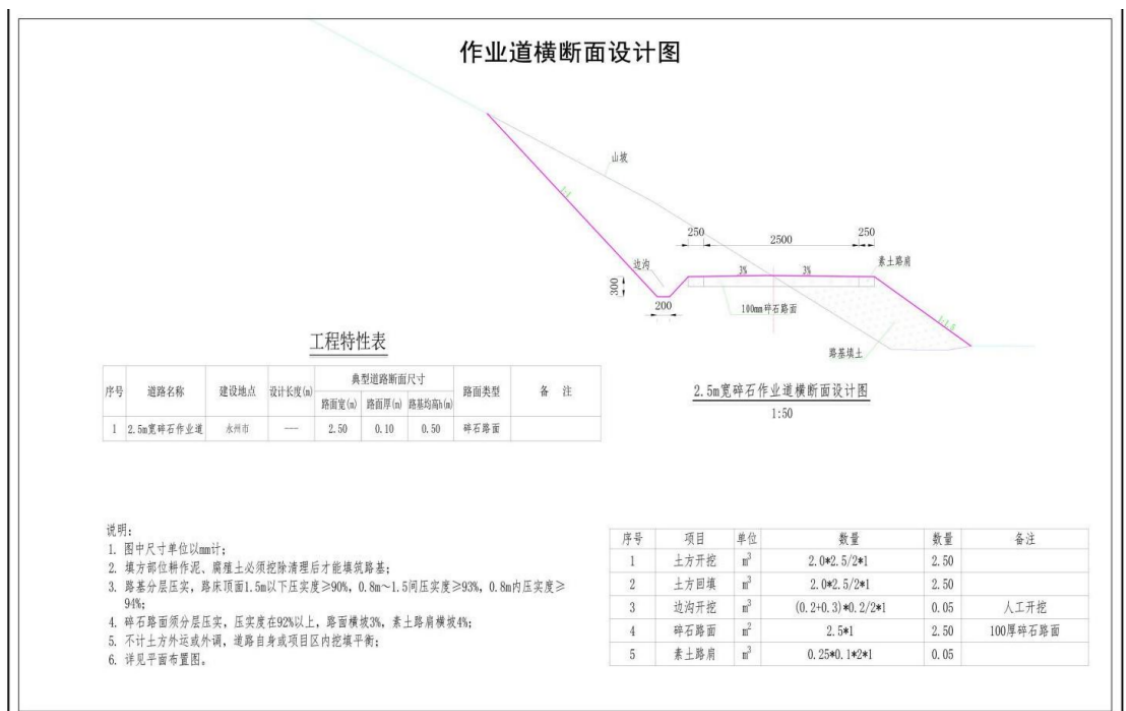 作业道横断面设计图
山坡
1:1
250
2500
250
边沟
3%
3%
素土路肩
300
200
100mm碎石路面
1:1.5
路基填土
2.5m宽碎石作业道横断面设计图
1:50
工程特性表
序号 道路名称 建设地点 设计长度(m) 典型道路断面尺寸 路面类型 备 注
路面宽(m) 路面厚(m) 路基均高h(m)
1 2.5m宽碎石作业道 永州市 --- 2.50 0.10 0.50 碎石路面
说明:
1. 图中尺寸单位以mm计;
2. 填方部位耕作泥、腐殖土必须挖除清理后才能填筑路基;
3. 路基分层压实, 路床顶面1.5m以下压实度≥90%, 0.8m~1.5间压实度≥93%, 0.8m内压实度≥
94%;
4. 碎石路面须分层压实, 压实度在92%以上, 路面横坡3%, 素土路肩横坡4%;
5. 不计土方外运或外调, 道路自身或项目区内挖填平衡;
6. 详见平面布置图。
序号 项目 单位 数量 数量 备注
1 土方开挖 m³ 2.0*2.5/2*1 2.50
2 土方回填 m³ 2.0*2.5/2*1 2.50
3 边沟开挖 m³ (0.2+0.3)*0.2/2*1 0.05 人工开挖
4 碎石路面 m² 2.5*1 2.50 100厚碎石路面
5 素土路肩 m³ 0.25*0.1*2*1 0.05